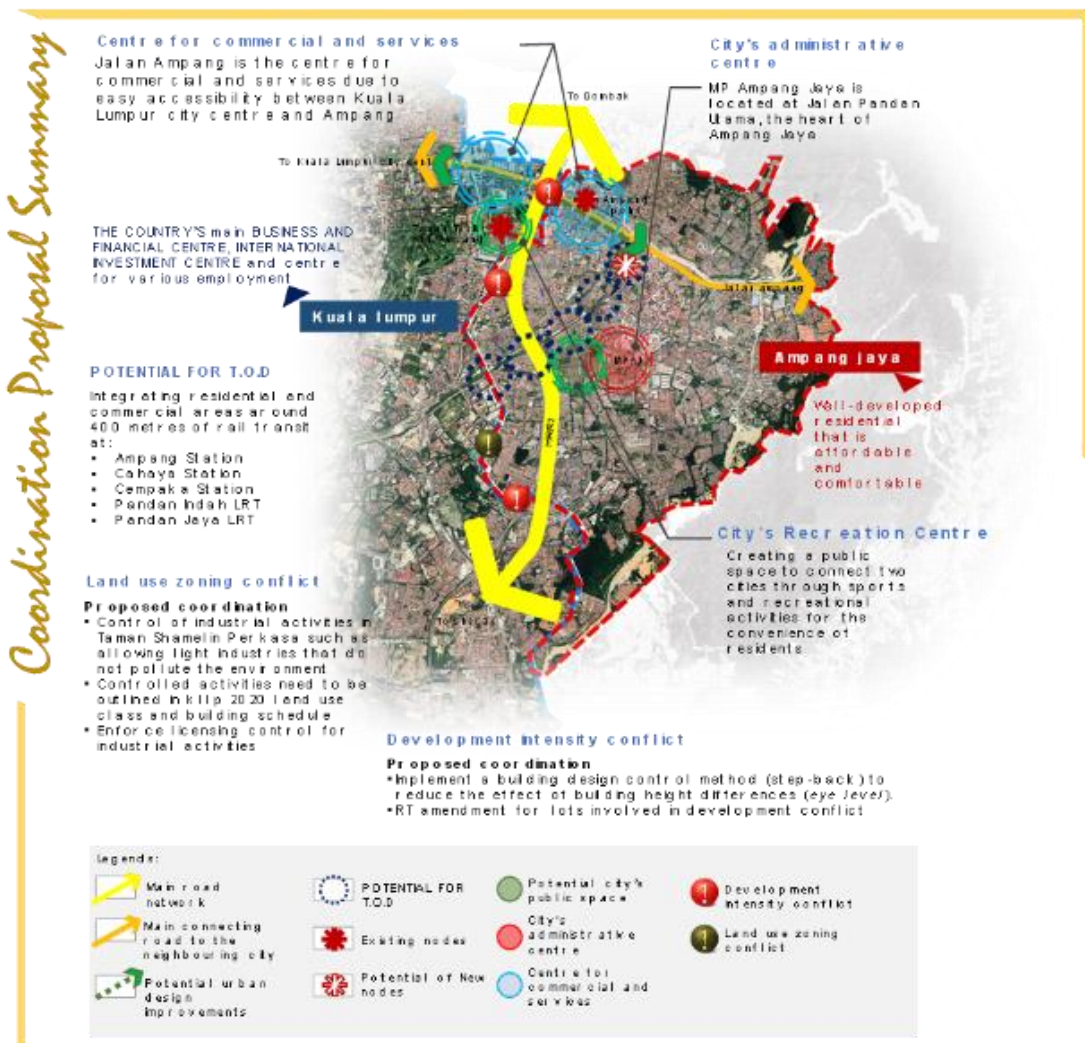 Coordination Proposal Summary
Centre for commercial and services
Jalan Ampang is the centre for
commercial and services due to
easy accessibility between Kuala
Lumpur city centre and Ampang
City's administrative
centre
MP Ampang Jaya is
located at Jalan Pandan
Utama, the heart of
Ampang Jaya
To Gombak
THE COUNTRY'S main BUSINESS AND
FINANCIAL CENTRE, INTERNATIONAL
INVESTMENT CENTRE and centre
for various employment
Kuala lumpur
Jalan ampang
Ampang jaya
Well-developed
residential
that is
affordable
and
comfortable
POTENTIAL FOR T.O.D
Integrating residential and
commercial areas around
400 metres of rail transit
at:
• Ampang Station
• Cahaya Station
• Cempaka Station
• Pandan Indah LRT
• Pandan Jaya LRT
City's Recreation Centre
Creating a public
space to connect two
cities through sports
and recreational
activities for the
convenience of
residents
Land use zoning conflict
Proposed coordination
• Control of industrial activities in
Taman Shamelin Perkasa such as
allowing light industries that do
not pollute the environment
• Controlled activities need to be
outlined in kllp 2020 land use
class and building schedule
• Enforce licensing control for
industrial activities
Development intensity conflict
Proposed coordination
•Implement a building design control method (step-back) to
reduce the effect of building height differences (eye level).
•RT amendment for lots involved in development conflict
Legends:
Main road
network
Main connecting
road to the
neighbouring city
Potential urban
design
improvements
POTENTIAL FOR
T.O.D
Existing nodes
Potential of New
nodes
Potential city's
public space
City's
administrative
centre
Centre for
commercial and
services
Development
intensity conflict
Land use zoning
conflict